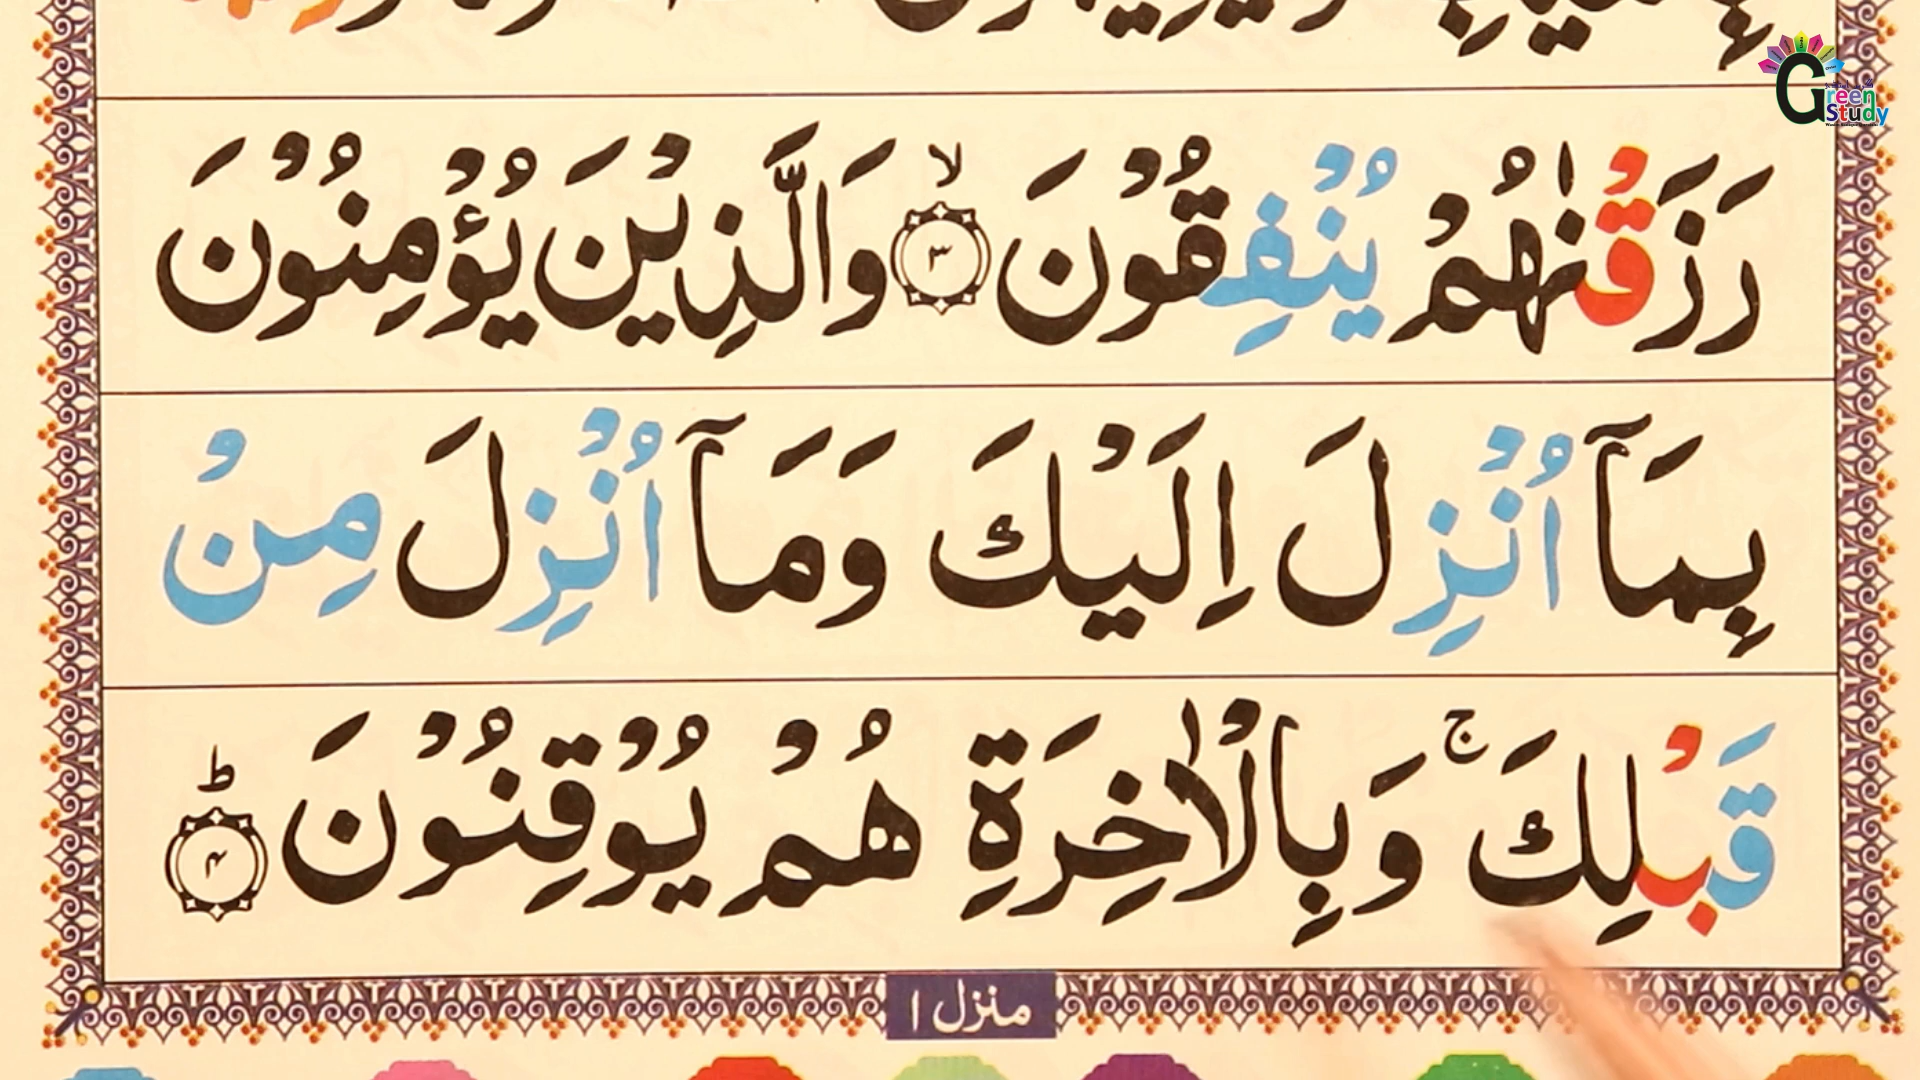 رَزَقْنٰهُمْ يُنْفِقُوْنَ ۙ﴿۳﴾ وَالَّذِيْنَ يُؤْمِنُوْنَ
بِمَآ اُنْزِلَ اِلَيْكَ وَمَآ اُنْزِلَ مِنْ
قَبْلِكَ ۚ وَبِالْاٰخِرَةِ هُمْ يُوْقِنُوْنَ ؕ﴿۴﴾
منزل ۱
Green
Study